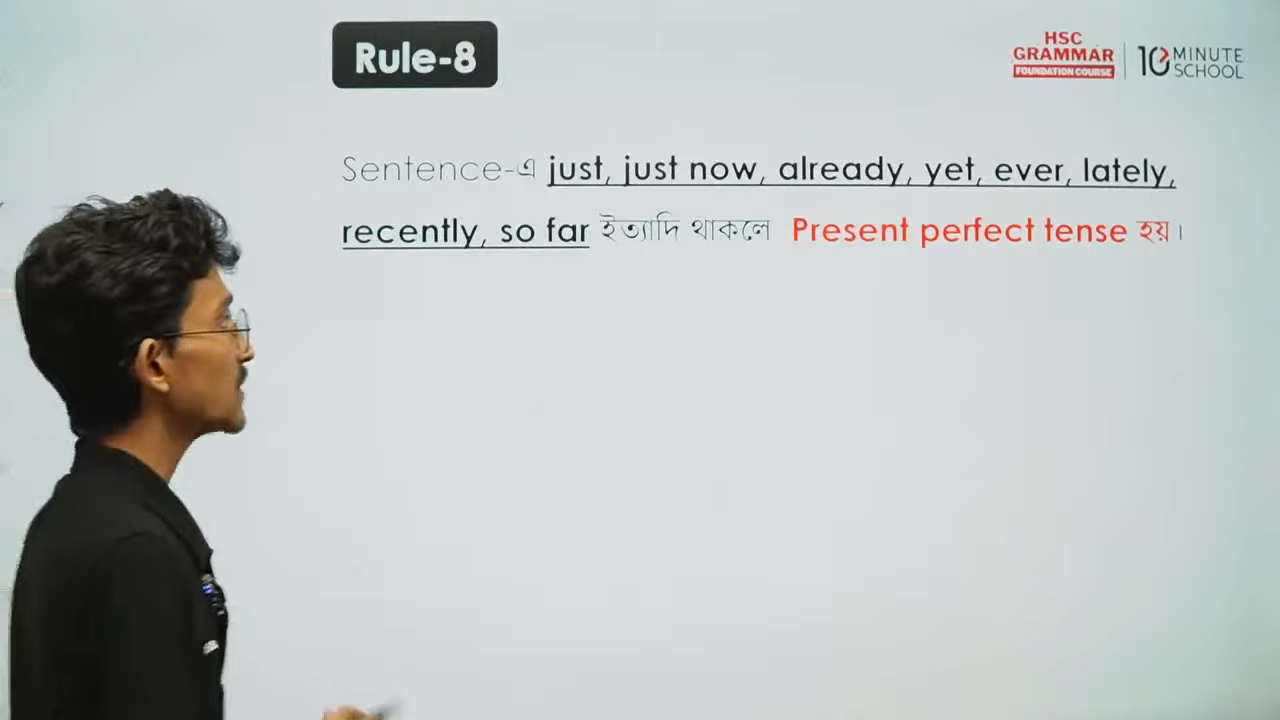 Rule-8
HSC
GRAMMAR
FOUNDATION COURSE
10 MINUTE
SCHOOL
Sentence-এ just, just now, already, yet, ever, lately,
recently, so far ইত্যাদি থাকলে Present perfect tense হয়।